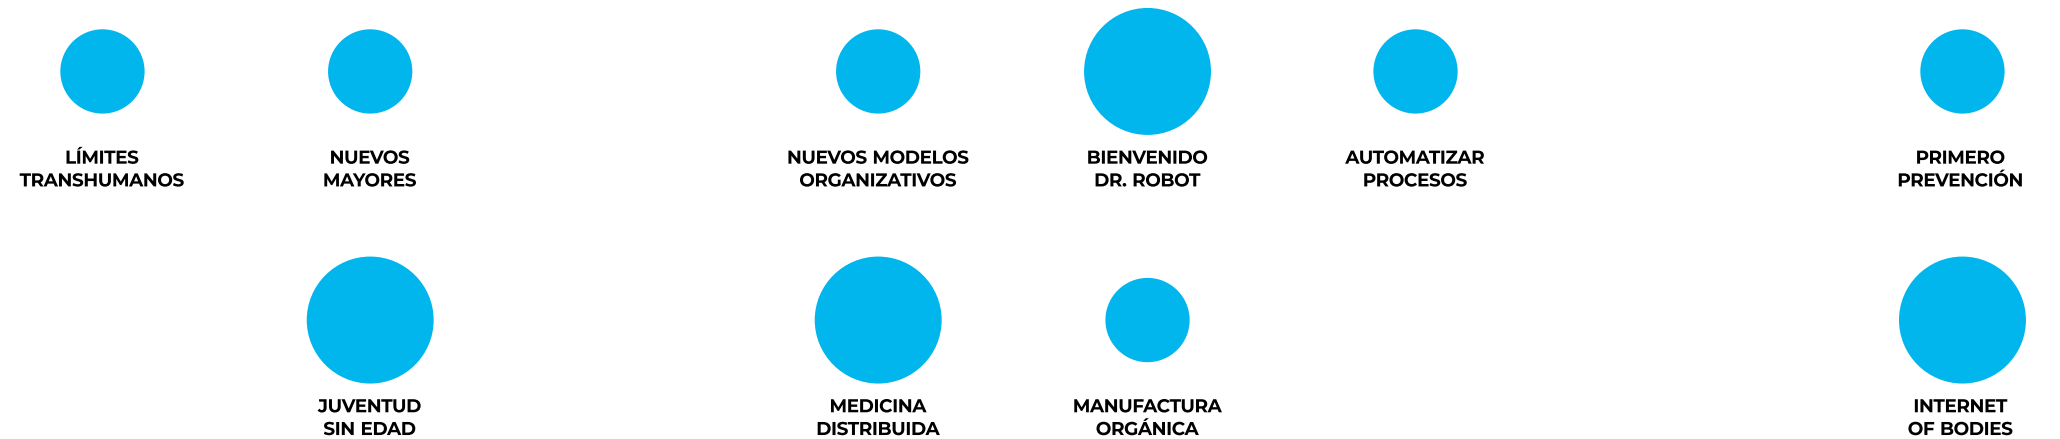 LÍMITES
TRANSHUMANOS
NUEVOS
MAYORES
NUEVOS MODELOS
ORGANIZATIVOS
BIENVENIDO
DR. ROBOT
AUTOMATIZAR
PROCESOS
PRIMERO
PREVENCIÓN
JUVENTUD
SIN EDAD
MEDICINA
DISTRIBUIDA
MANUFACTURA
ORGÁNICA
INTERNET
OF BODIES